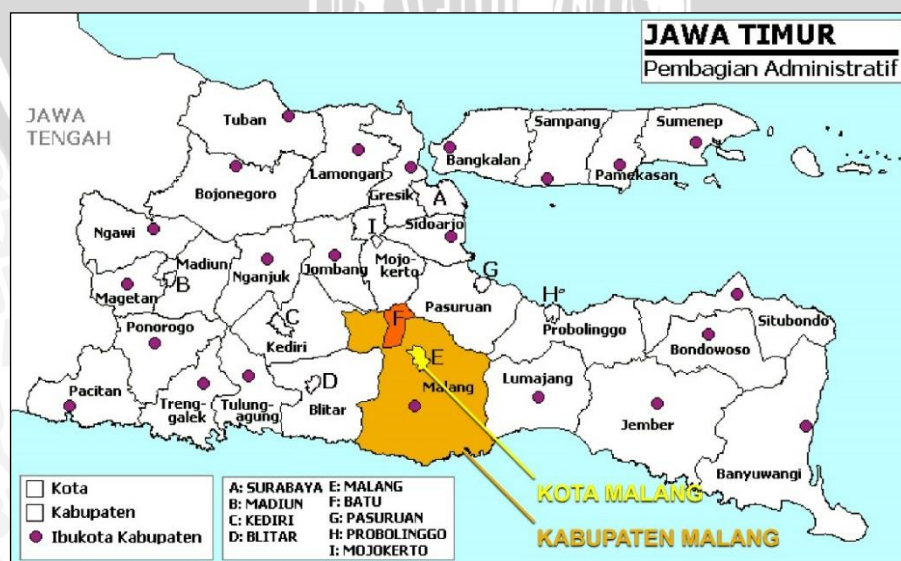 JAWA TIMUR
Pembagian Administratif
JAWA
TENGAH
Tuban
Lamongan
Gresik
Bangkalan
Sampang
Pamekasan
Sumenep
Bojonegoro
A
I
Sidoarjo
Ngawi
Madiun
B
Magetan
Nganjuk
Jombang
Mojo-
kerto
G
Pasuruan
H
Probolinggo
Situbondo
Bondowoso
Ponorogo
C
Kediri
F
E
Malang
Lumajang
Jember
Banyuwangi
Pacitan
Treng-
galek
Tulung-
agung
D
Blitar
KOTA MALANG
KABUPATEN MALANG
Kota
Kabupaten
Ibukota Kabupaten
A: SURABAYA E: MALANG
B: MADIUN F: BATU
C: KEDIRI G: PASURUAN
D: BLITAR H: PROBOLINGGO
I: MOJOKERTO